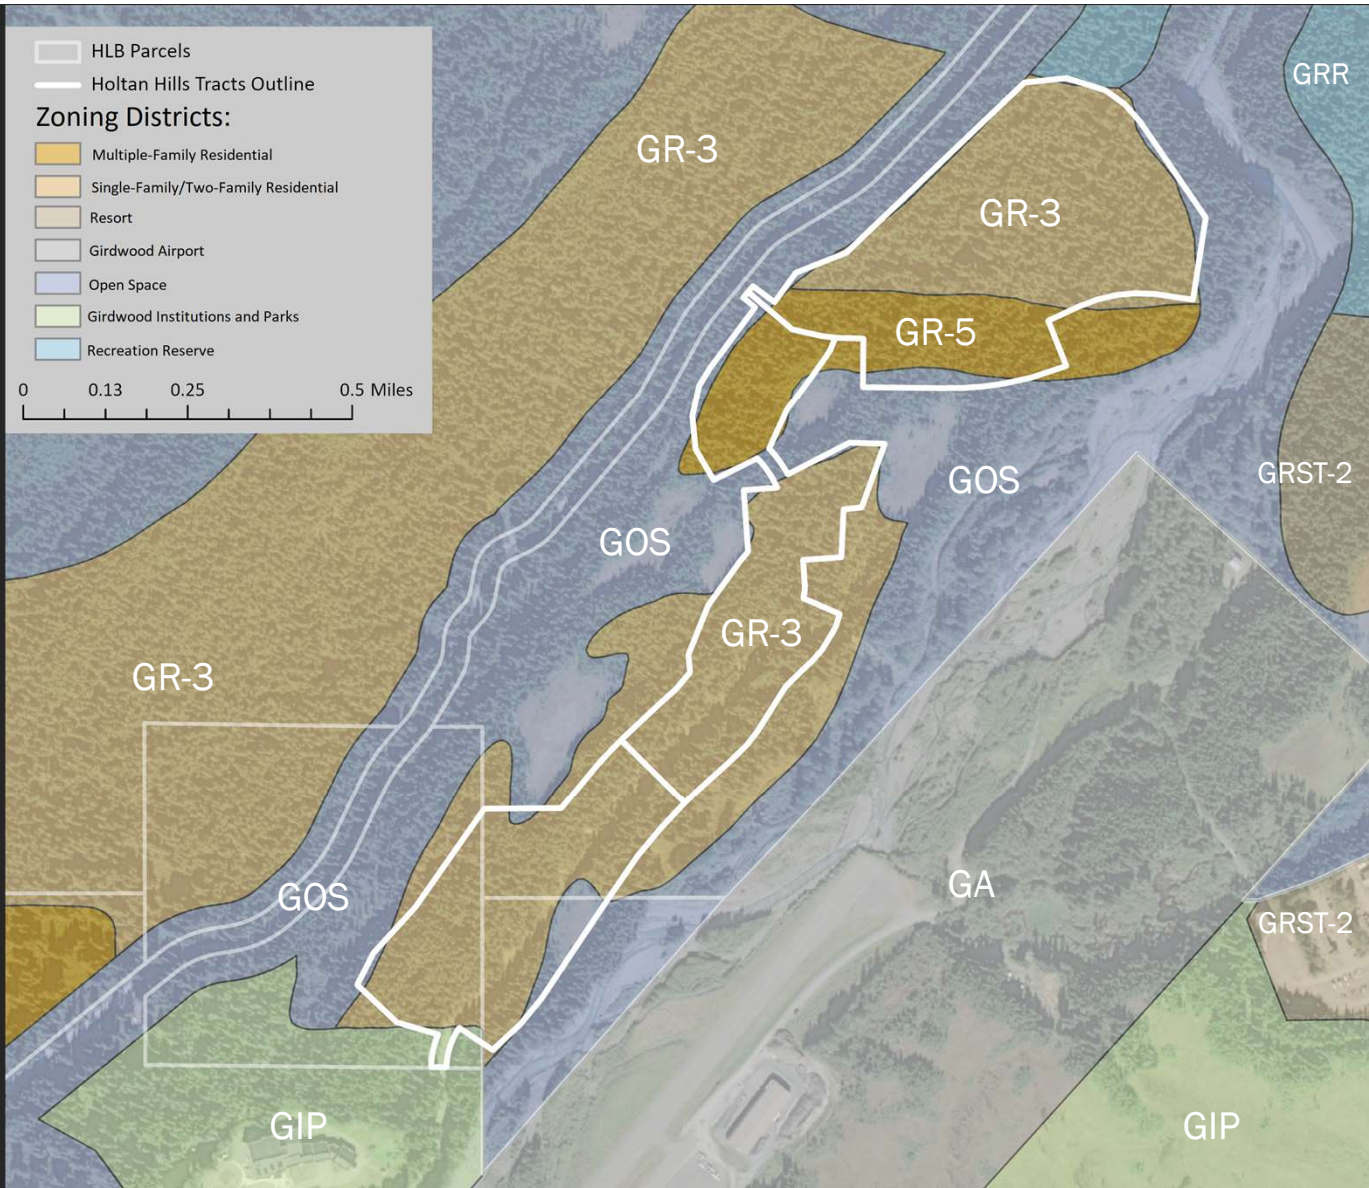 HLB Parcels
Holtan Hills Tracts Outline
Zoning Districts:
Multiple-Family Residential
Single-Family/Two-Family Residential
Resort
Girdwood Airport
Open Space
Girdwood Institutions and Parks
Recreation Reserve
0 0.13 0.25 0.5 Miles
GRR
GR-3
GR-3
GR-5
GRST-2
GOS
GOS
GR-3
GR-3
GA
GOS
GRST-2
GIP
GIP